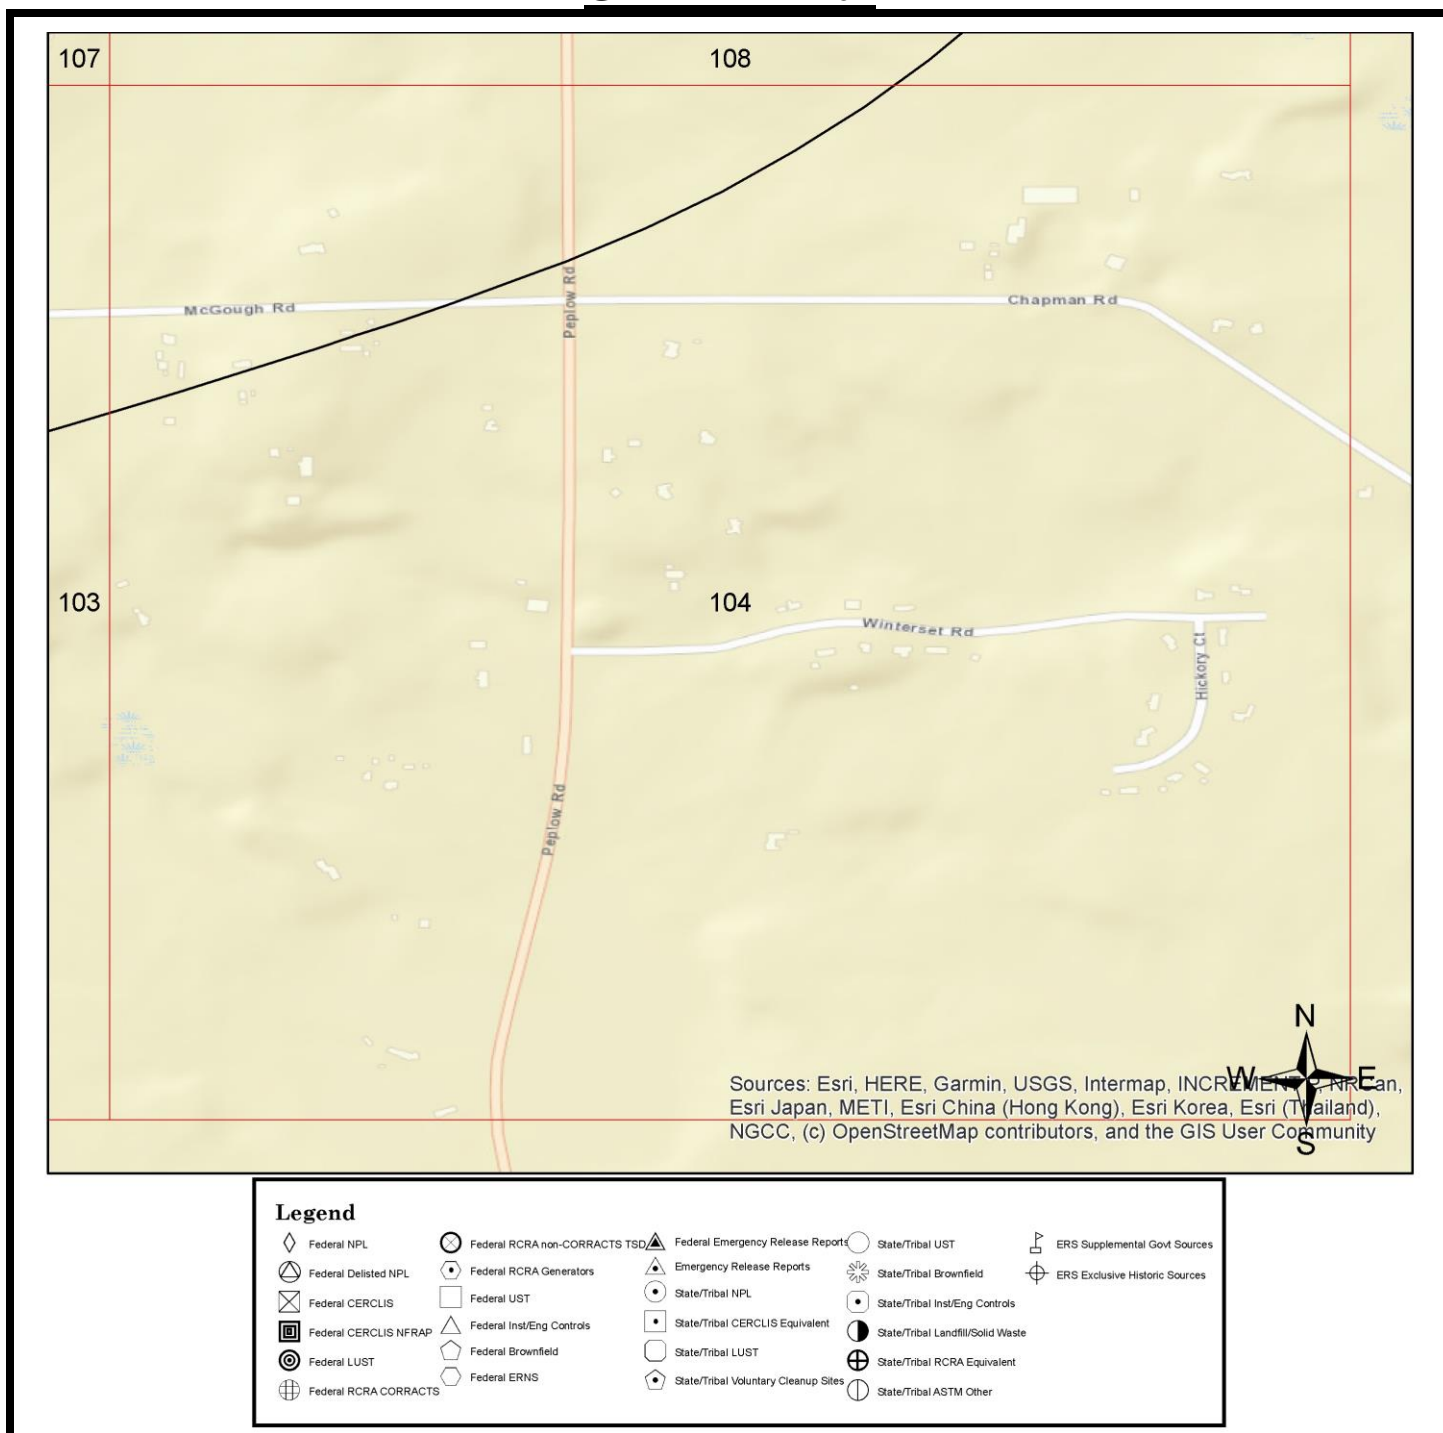 107
108
McGough Rd
Peplow Rd
Chapman Rd
103
104
Winterset Rd
Hickory Ct
Peplow Rd
N
W
E
S
Sources: Esri, HERE, Garmin, USGS, Intermap,
Esri Japan, METI, Esri China (Hong Kong), Esri Korea, Esri (Thailand),
NGCC, (c) OpenStreetMap contributors, and the GIS User Community
Legend
Federal NPL
Federal Delisted NPL
Federal CERCLIS
Federal CERCLIS NFRAP
Federal LUST
Federal RCRA CORRACTS
Federal RCRA non-CORRACTS TSD
Federal RCRA Generators
Federal UST
Federal Inst/Eng Controls
Federal Brownfield
Federal ERNS
Federal Emergency Release Reports
Emergency Release Reports
State/Tribal NPL
State/Tribal CERCLIS Equivalent
State/Tribal LUST
State/Tribal Voluntary Cleanup Sites
State/Tribal UST
State/Tribal Brownfield
State/Tribal Inst/Eng Controls
State/Tribal Landfill/Solid Waste
State/Tribal RCRA Equivalent
State/Tribal ASTM Other
ERS Supplemental Govt Sources
ERS Exclusive Historic Sources